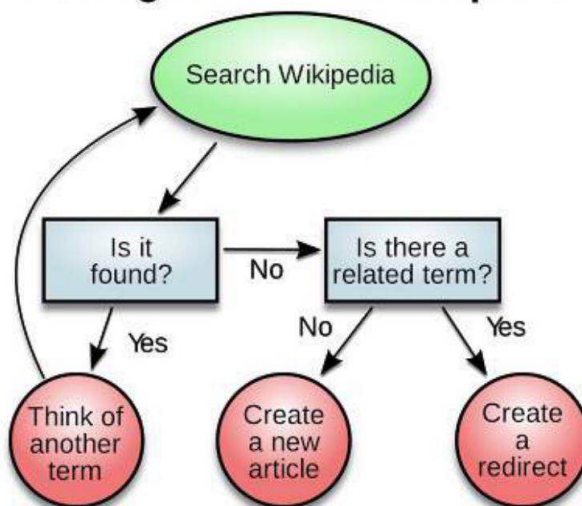 Search Wikipedia
Is it
found?
No
Is there a
related term?
Yes
No
Yes
Think of
another
term
Create
a new
article
Create
a
redirect